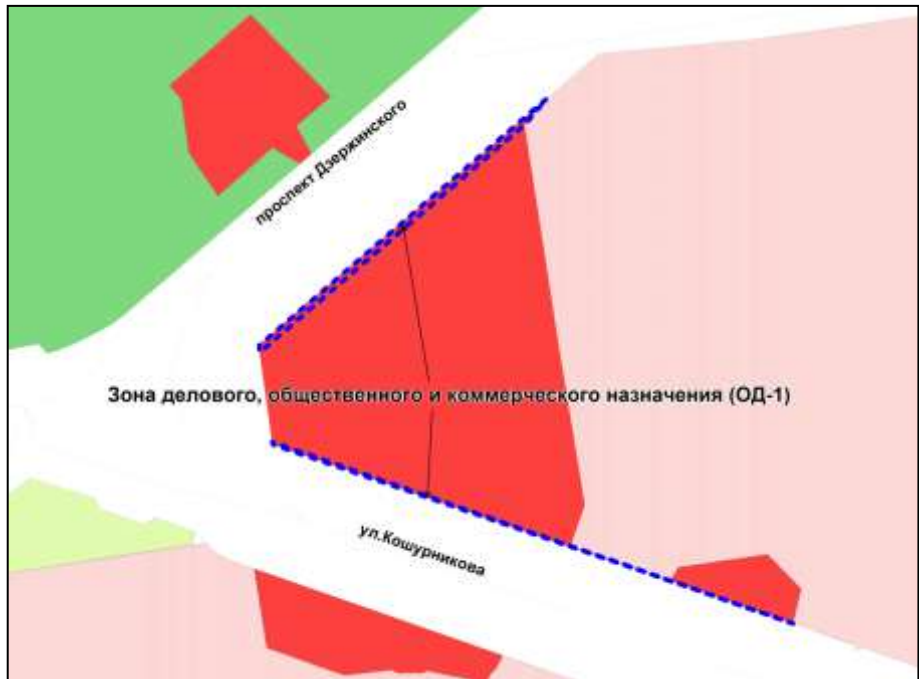 проспект Дзержинского
Зона делового, общественного и коммерческого назначения (ОД-1)
ул.Кошурникова